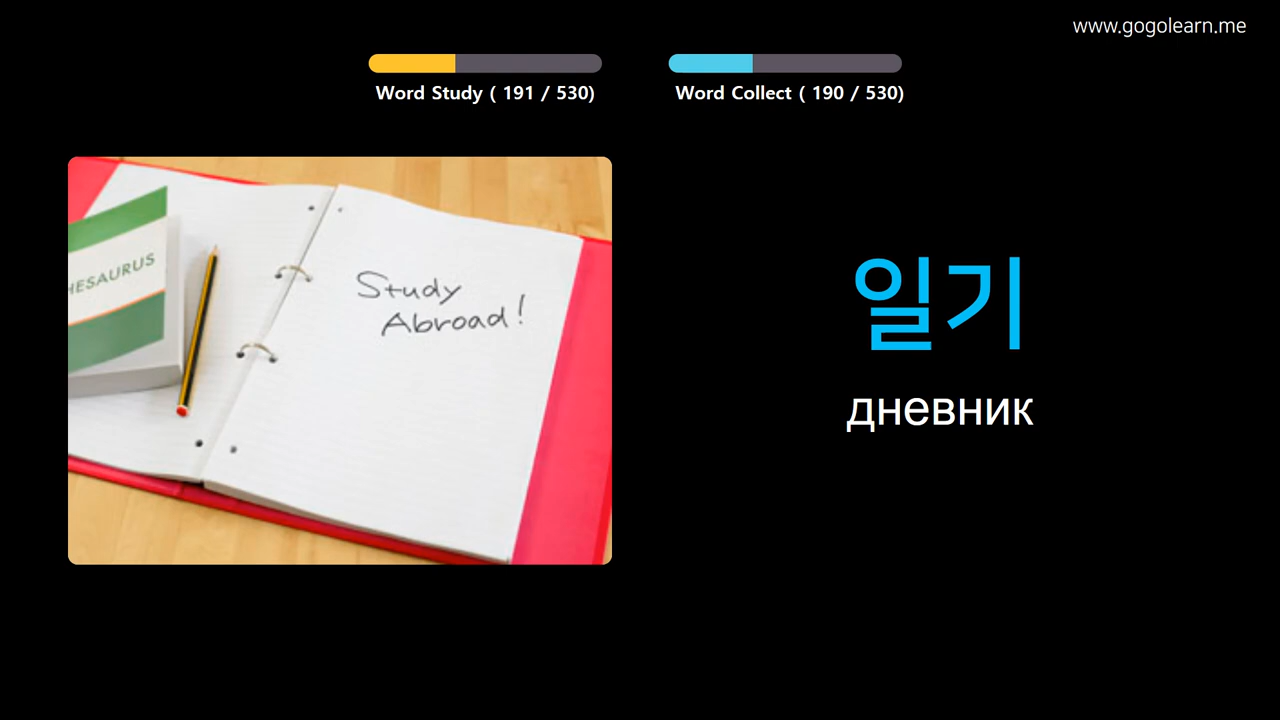 www.gogolearn.me
Word Study ( 191 / 530)
Word Collect ( 190 / 530)
HESAURUS
Study
Abroad!
일기
дневник